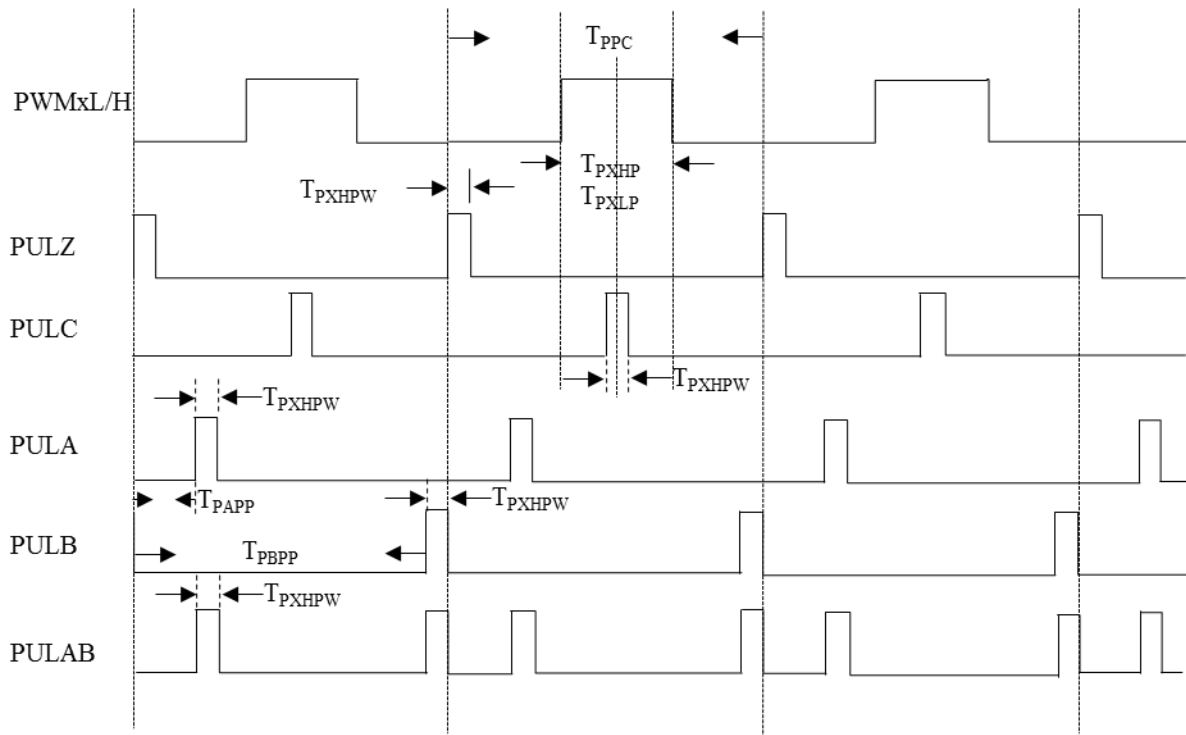 T_PPC
PWMxL/H
T_PXHP
T_PXLP
T_PXHPW
PULZ
PULC
T_PXHPW
T_PXHPW
PULA
T_PAPP
T_PXHPW
PULB
T_PBPP
T_PXHPW
PULAB